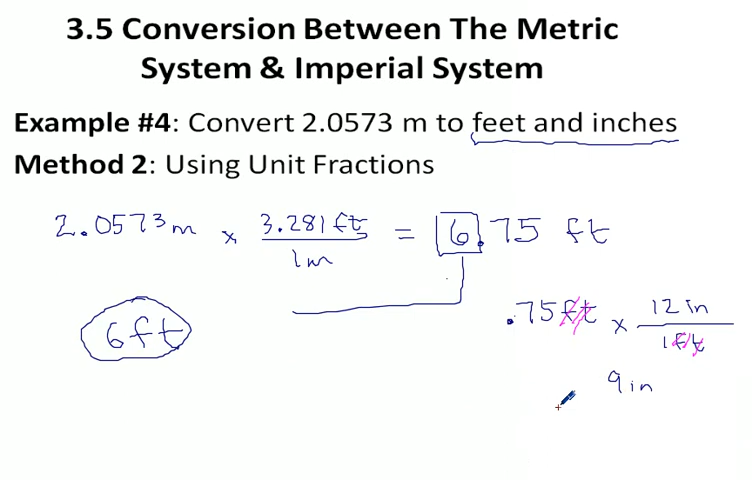 3.5 Conversion Between The Metric
System & Imperial System
Example #4: Convert 2.0573 m to feet and inches
Method 2: Using Unit Fractions
2.0573m × 3.281ft / 1m = 6.75 ft
6ft
.75ft × 12in / 1ft
9in